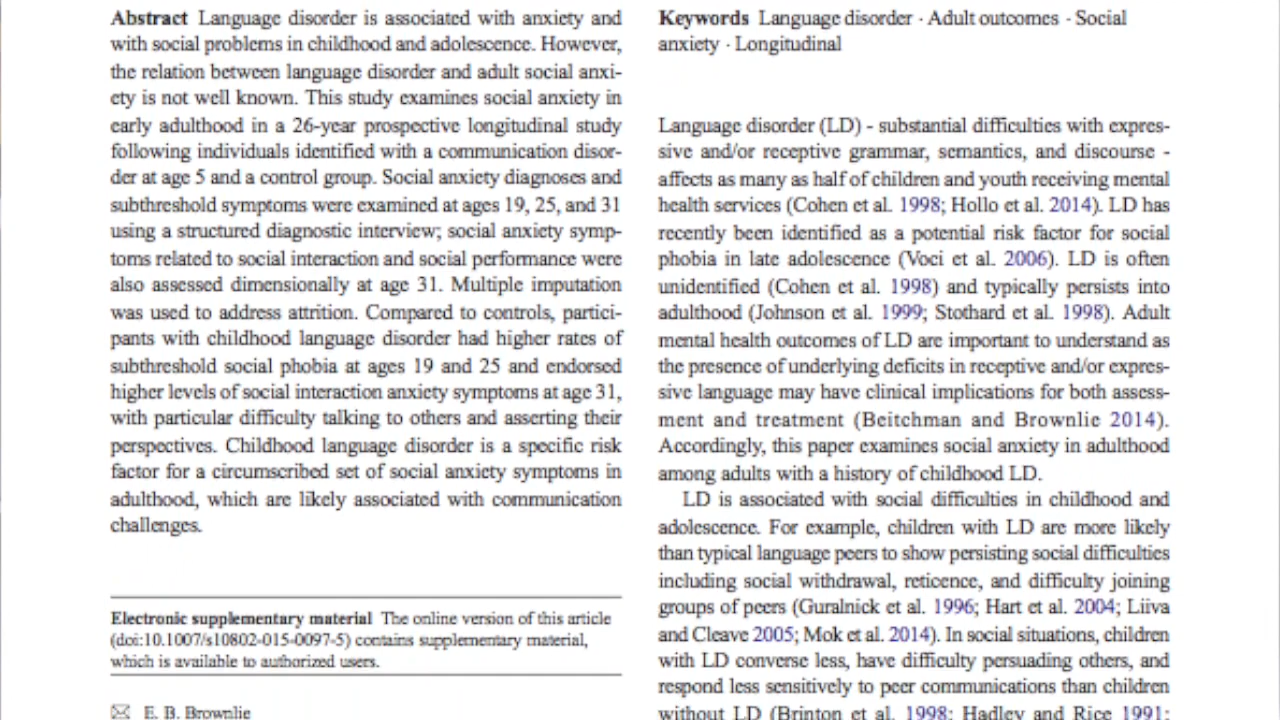 Abstract Language disorder is associated with anxiety and
with social problems in childhood and adolescence. However,
the relation between language disorder and adult social anxi-
ety is not well known. This study examines social anxiety in
early adulthood in a 26-year prospective longitudinal study
following individuals identified with a communication disor-
der at age 5 and a control group. Social anxiety diagnoses and
subthreshold symptoms were examined at ages 19, 25, and 31
using a structured diagnostic interview; social anxiety symp-
toms related to social interaction and social performance were
also assessed dimensionally at age 31. Multiple imputation
was used to address attrition. Compared to controls, partici-
pants with childhood language disorder had higher rates of
subthreshold social phobia at ages 19 and 25 and endorsed
higher levels of social interaction anxiety symptoms at age 31,
with particular difficulty talking to others and asserting their
perspectives. Childhood language disorder is a specific risk
factor for a circumscribed set of social anxiety symptoms in
adulthood, which are likely associated with communication
challenges.
Electronic supplementary material The online version of this article
(doi:10.1007/s10802-015-0097-5) contains supplementary material,
which is available to authorized users.
E. B. Brownlie
Keywords Language disorder · Adult outcomes · Social
anxiety · Longitudinal
Language disorder (LD) - substantial difficulties with expres-
sive and/or receptive grammar, semantics, and discourse -
affects as many as half of children and youth receiving mental
health services (Cohen et al. 1998; Hollo et al. 2014). LD has
recently been identified as a potential risk factor for social
phobia in late adolescence (Voci et al. 2006). LD is often
unidentified (Cohen et al. 1998) and typically persists into
adulthood (Johnson et al. 1999; Stothard et al. 1998). Adult
mental health outcomes of LD are important to understand as
the presence of underlying deficits in receptive and/or expres-
sive language may have clinical implications for both assess-
ment and treatment (Beitchman and Brownlie 2014).
Accordingly, this paper examines social anxiety in adulthood
among adults with a history of childhood LD.
LD is associated with social difficulties in childhood and
adolescence. For example, children with LD are more likely
than typical language peers to show persisting social difficulties
including social withdrawal, reticence, and difficulty joining
groups of peers (Guralnick et al. 1996; Hart et al. 2004; Liiva
and Cleave 2005; Mok et al. 2014). In social situations, children
with LD converse less, have difficulty persuading others, and
respond less sensitively to peer communications than children
without LD (Brinton et al. 1998; Hadley and Rice 1991;